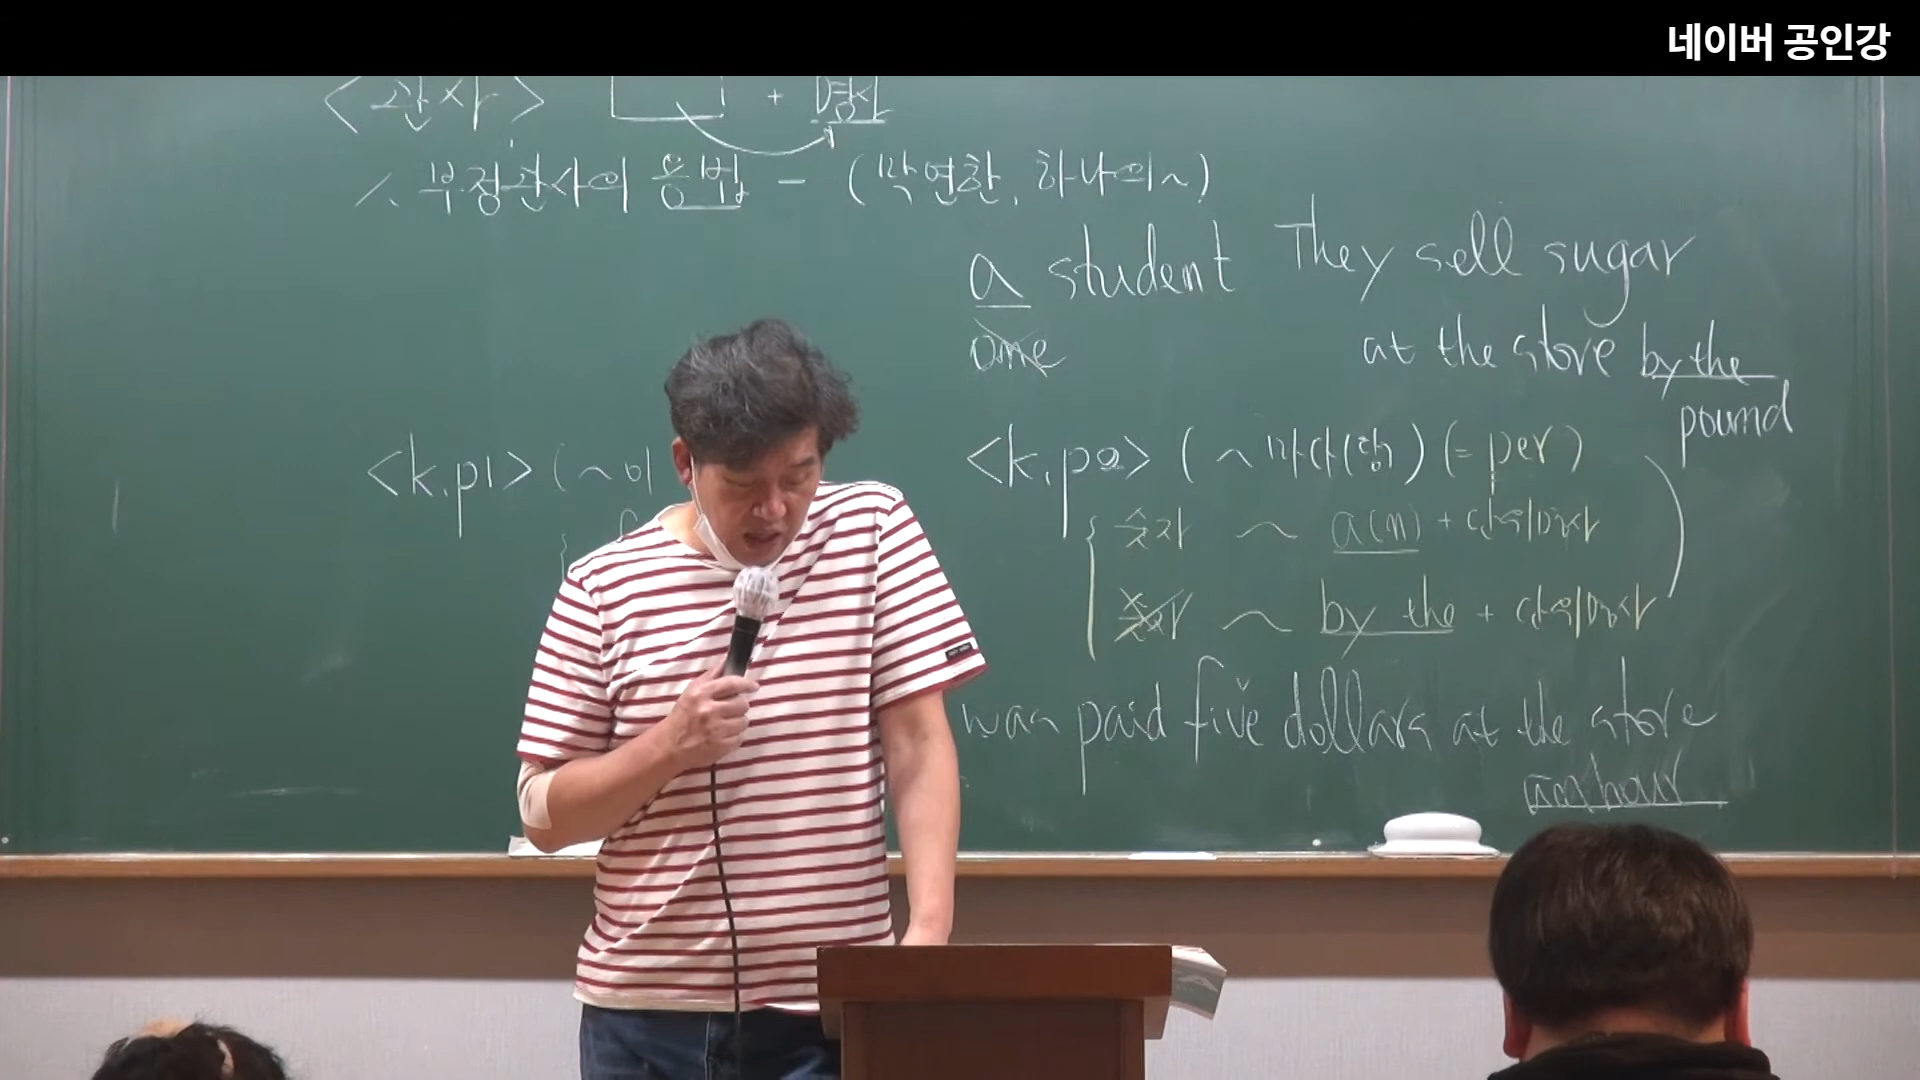 네이버 공인강
<관사> + 명사
1. 부정관사의 용법 - (막연한, 하나의~)
a student
one
They sell sugar
at the store by the
pound
<k.p1> (~이
<k.p2> (~마다(당)) (= per)
숫자 ~ a(n) + 단위명사
숫자 ~ by the + 단위명사
was paid five dollars at the store
an hour